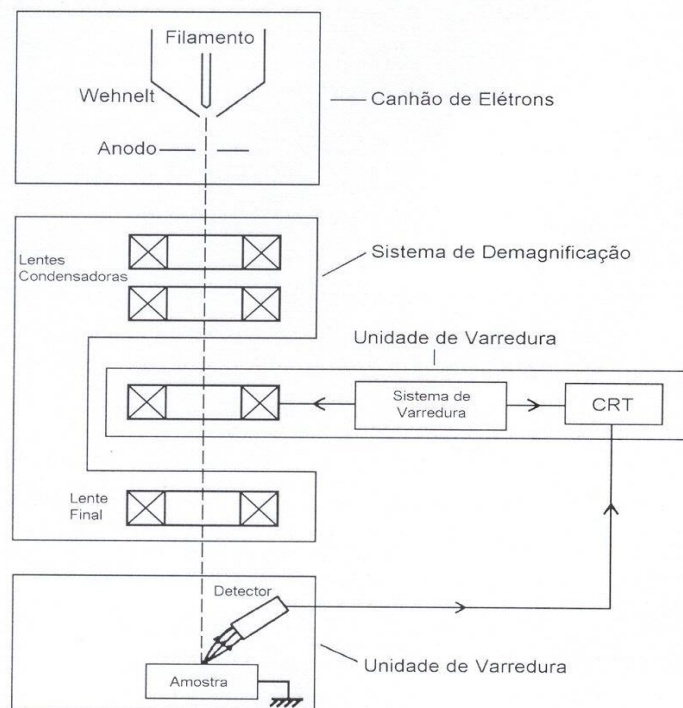 Filamento
Wehnelt
Canhão de Elétrons
Anodo
Lentes
Condensadoras
Sistema de Demagnificação
Unidade de Varredura
Sistema de
Varredura
CRT
Lente
Final
Detector
Unidade de Varredura
Amostra